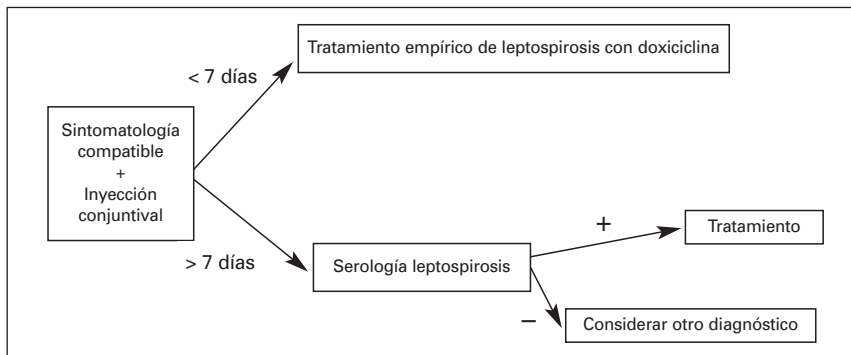 Tratamiento empírico de leptospirosis con doxiciclina
< 7 días
Sintomatología
compatible
+
Inyección
conjuntival
> 7 días
Serología leptospirosis
+
Tratamiento
–
Considerar otro diagnóstico